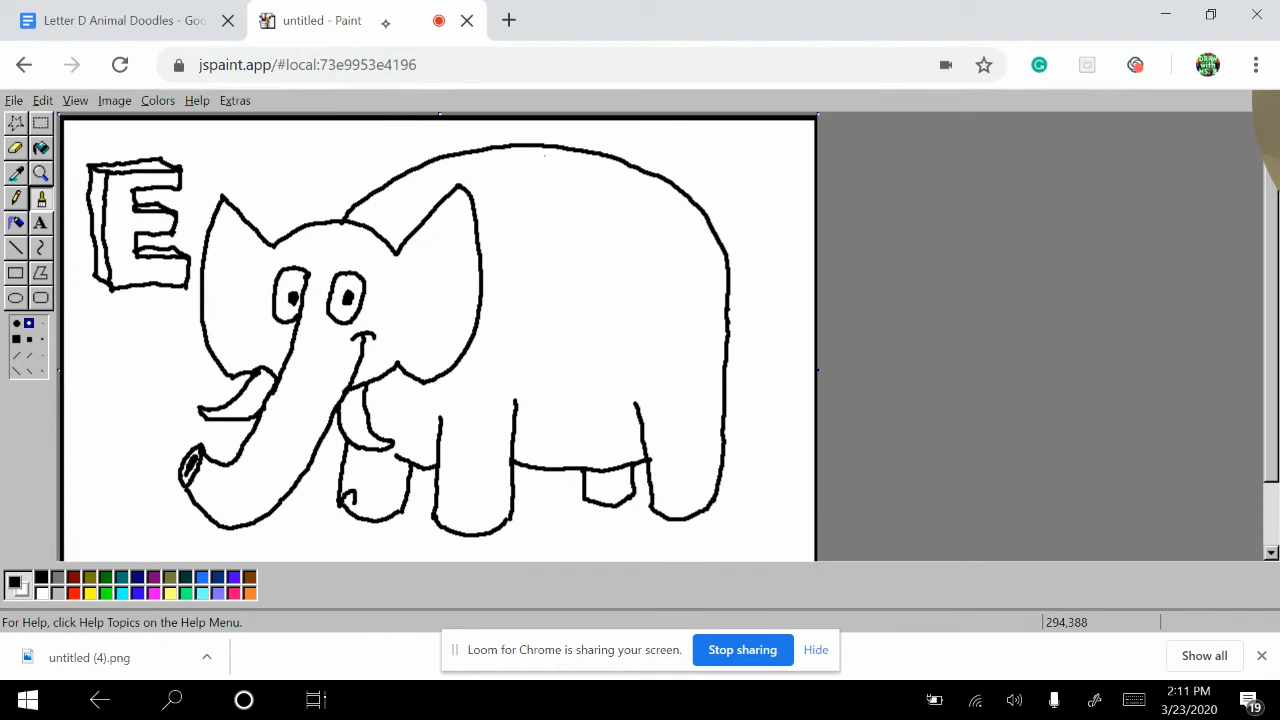 Letter D Animal Doodles - Goo
untitled - Paint
jspaint.app/#local:73e9953e4196
File Edit View Image Colors Help Extras
E
For Help, click Help Topics on the Help Menu.
294,388
Loom for Chrome is sharing your screen. Stop sharing Hide
untitled (4).png
Show all
2:11 PM
3/23/2020
19